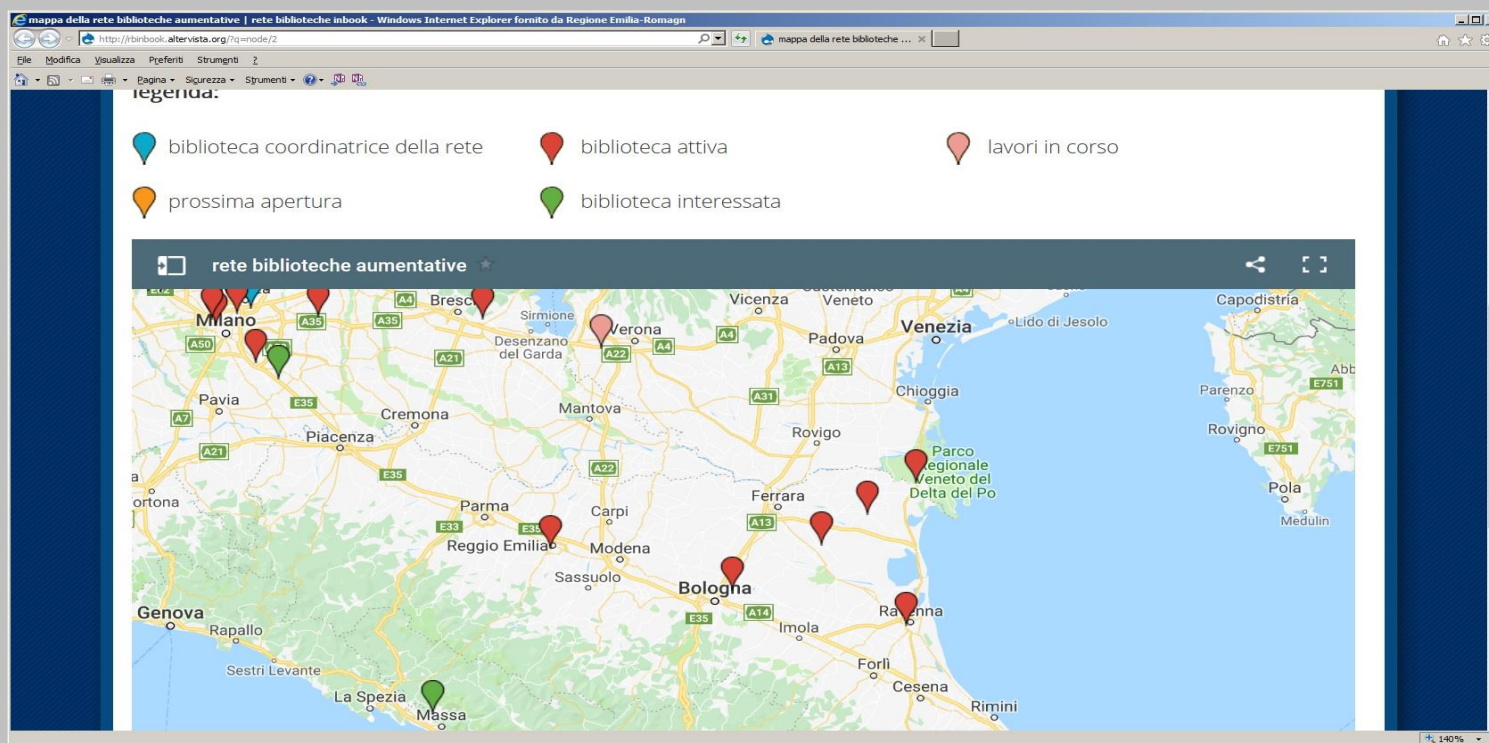 mappa della rete biblioteche aumentative | rete biblioteche inbook - Windows Internet Explorer fornito da Regione Emilia-Romagn
http://rbinbook.altervista.org/?q=node/2
mappa della rete biblioteche ...
File Modifica Visualizza Preferiti Strumenti ?
Pagina Sicurezza Strumenti
legenda:
biblioteca coordinatrice della rete
biblioteca attiva
lavori in corso
prossima apertura
biblioteca interessata
rete biblioteche aumentative
E62
A4
Vicenza
Veneto
Capodistria
Milano
A35
A35
Sirmione
Verona
A4
Padova
Venezia
Lido di Jesolo
A50
A21
Desenzano
del Garda
A22
A4
A13
Abb
Pavia
E35
A31
Chioggia
Parenzo
E751
A7
Cremona
Mantova
Piacenza
Rovigo
Rovigno
A21
E35
A22
Parco
Regionale
Veneto del
Delta del Po
E751
Pola
ortona
Parma
Carpi
Ferrara
Medulin
E33
E35
A13
Reggio Emilia
Modena
Sassuolo
Bologna
Genova
E35
A14
Ravenna
Rapallo
Imola
Sestri Levante
Forlì
La Spezia
Cesena
Massa
Rimini
140%